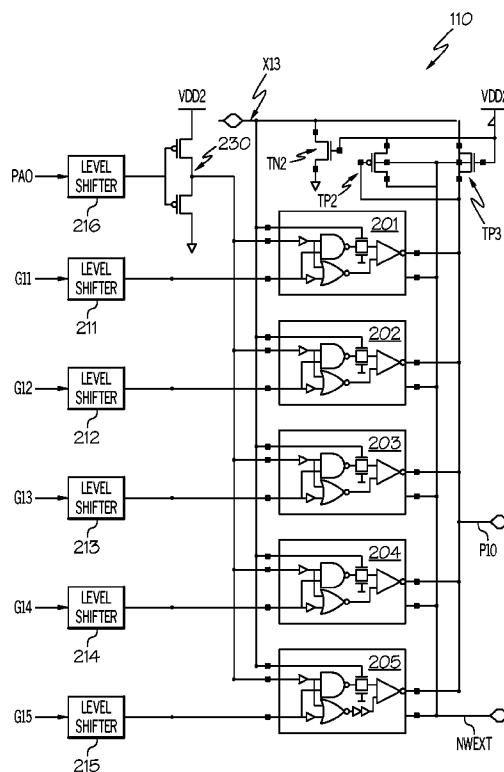 110
X13
VDD2
VDD2
230
TN2
TP2
TP3
PA0
LEVEL
SHIFTER
216
201
G11
LEVEL
SHIFTER
211
202
G12
LEVEL
SHIFTER
212
203
G13
LEVEL
SHIFTER
213
P10
204
G14
LEVEL
SHIFTER
214
205
G15
LEVEL
SHIFTER
215
NWEXT